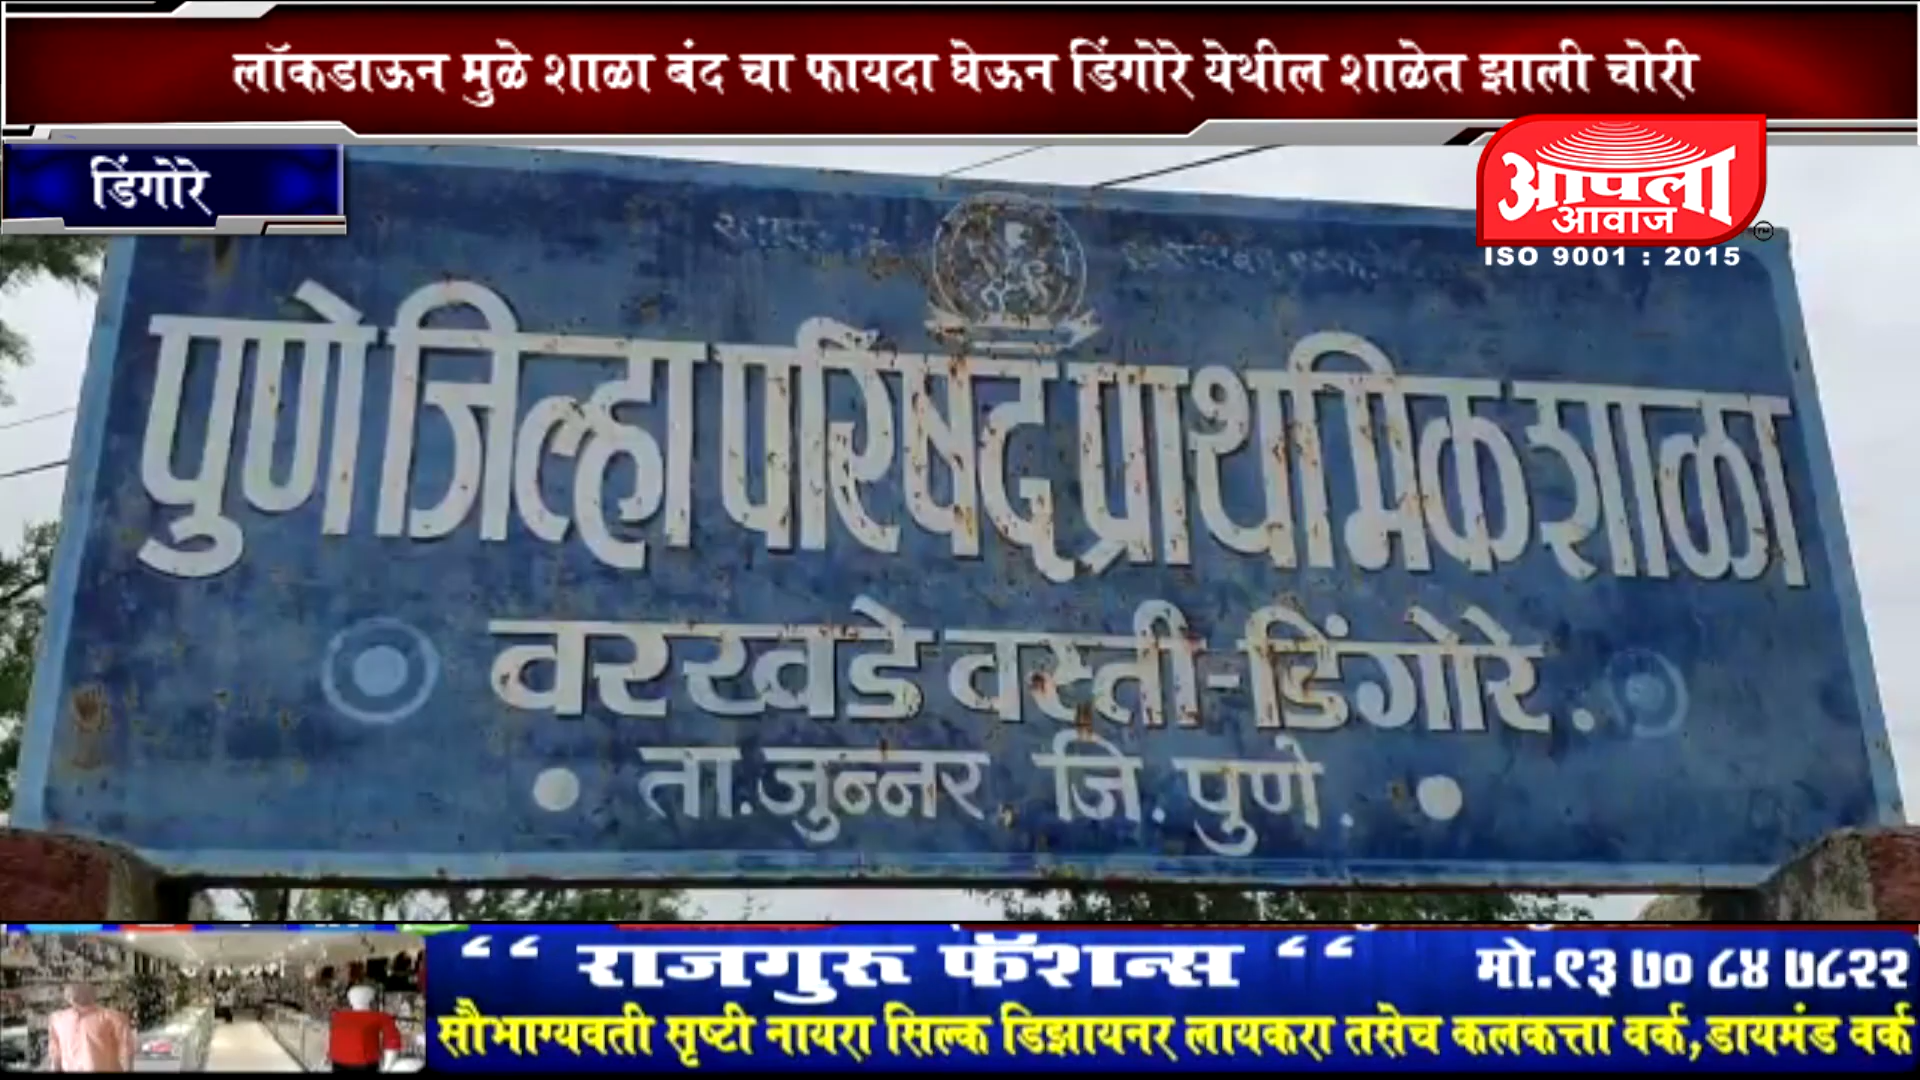 लॉकडाऊन मुळे शाळा बंद चा फायदा घेऊन डिंगोरे येथील शाळेत झाली चोरी
डिंगोरे
आपला
आवाज
TM
ISO 9001 : 2015
पुणे जिल्हा परिषद प्राथमिक शाळा
वरखडे वस्ती-डिंगोरे.
ता.जुन्नर जि.पुणे.
“ राजगुरू फॅशन्स “ मो.९३ ७० ८४ ७८२२
सौभाग्यवती सृष्टी नायरा सिल्क डिझायनर लायकरा तसेच कलकत्ता वर्क,डायमंड वर्क